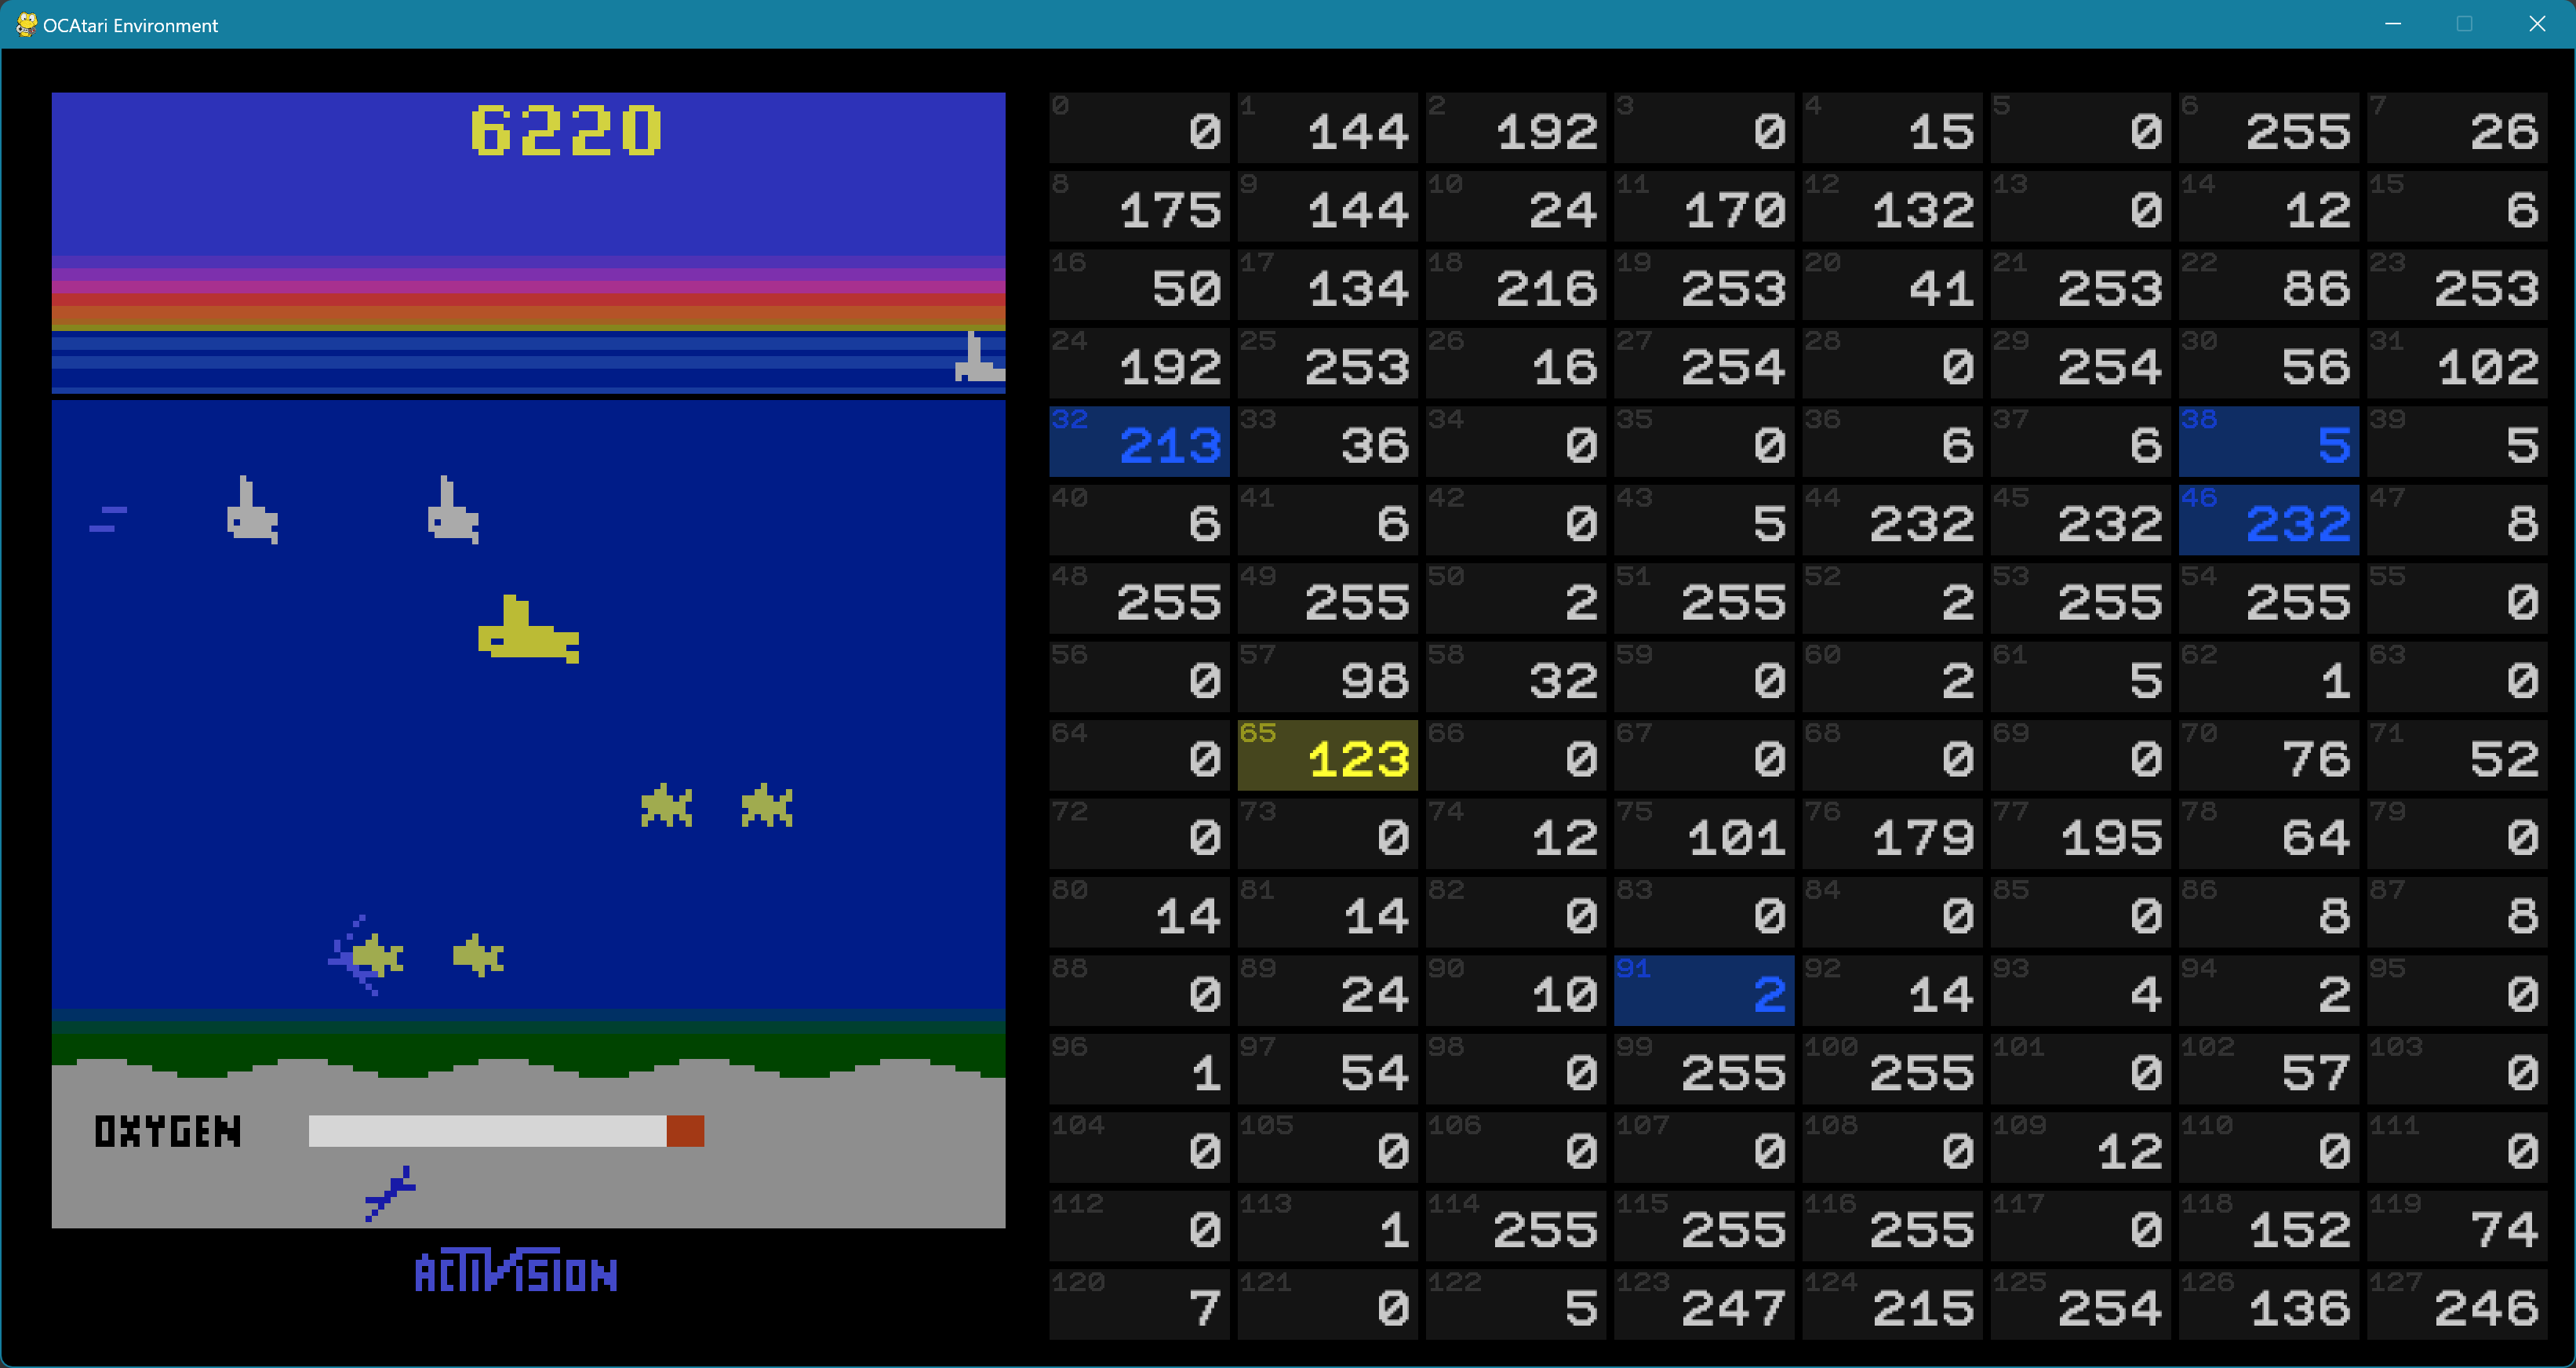 OCAtari Environment
6220
OXYGEN
ACTIVISION
0 0 1 144 2 192 3 0 4 15 5 0 6 255 7 26
8 175 9 144 10 24 11 170 12 132 13 0 14 12 15 6
16 50 17 134 18 216 19 253 20 41 21 253 22 86 23 253
24 192 25 253 26 16 27 254 28 0 29 254 30 56 31 102
32 213 33 36 34 0 35 0 36 6 37 6 38 5 39 5
40 6 41 6 42 0 43 5 44 232 45 232 46 232 47 8
48 255 49 255 50 2 51 255 52 2 53 255 54 255 55 0
56 0 57 98 58 32 59 0 60 2 61 5 62 1 63 0
64 0 65 123 66 0 67 0 68 0 69 0 70 76 71 52
72 0 73 0 74 12 75 101 76 179 77 195 78 64 79 0
80 14 81 14 82 0 83 0 84 0 85 0 86 8 87 8
88 0 89 24 90 10 91 2 92 14 93 4 94 2 95 0
96 1 97 54 98 0 99 255 100 255 101 0 102 57 103 0
104 0 105 0 106 0 107 0 108 0 109 12 110 0 111 0
112 0 113 1 114 255 115 255 116 255 117 0 118 152 119 74
120 7 121 0 122 5 123 247 124 215 125 254 126 136 127 246